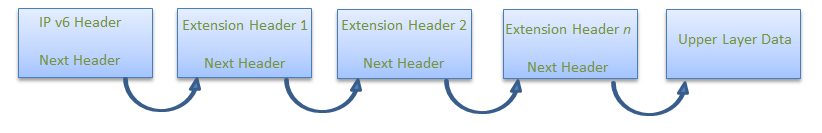 IP v6 Header
Next Header
Extension Header 1
Next Header
Extension Header 2
Next Header
Extension Header n
Next Header
Upper Layer Data